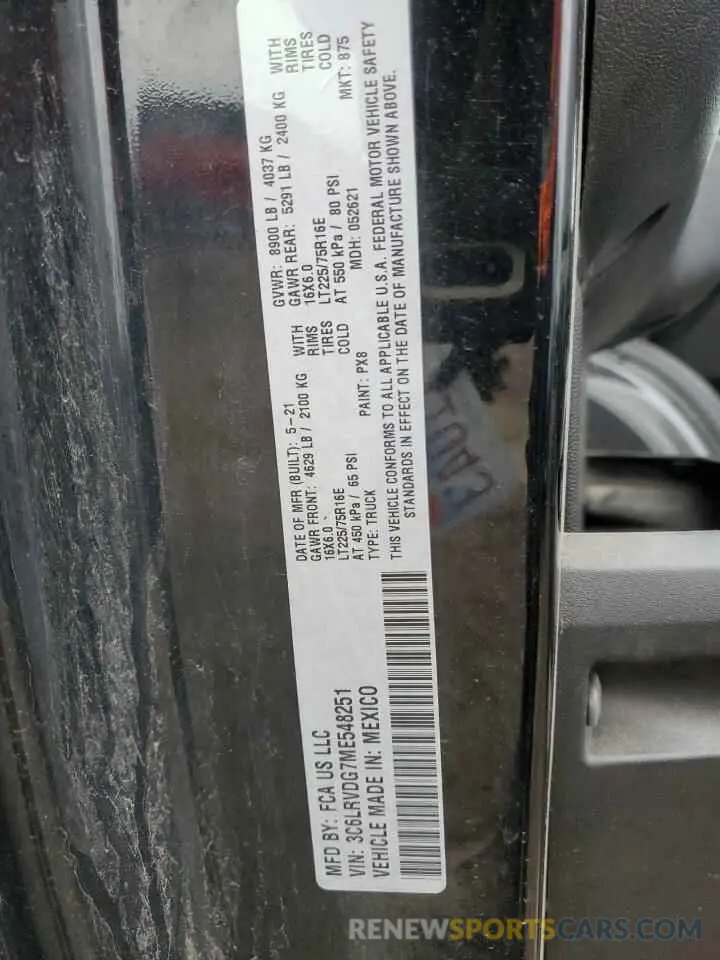 MFD BY: FCA US LLC
VIN: 3C6LRVDG7ME548251
VEHICLE MADE IN: MEXICO
DATE OF MFR (BUILT): 5-21
GAWR FRONT: 4629 LB / 2100 KG WITH
16X6.0 RIMS
LT225/75R16E TIRES
AT 450 kPa / 65 PSI COLD
TYPE: TRUCK PAINT: PX8
GVWR: 8900 LB / 4037 KG
GAWR REAR: 5291 LB / 2400 KG WITH
16X6.0 RIMS
LT225/75R16E TIRES
AT 550 kPa / 80 PSI COLD
MDH: 052621 MKT: 875
THIS VEHICLE CONFORMS TO ALL APPLICABLE U.S.A. FEDERAL MOTOR VEHICLE SAFETY
STANDARDS IN EFFECT ON THE DATE OF MANUFACTURE SHOWN ABOVE.
RENEWSPORTSCARS.COM